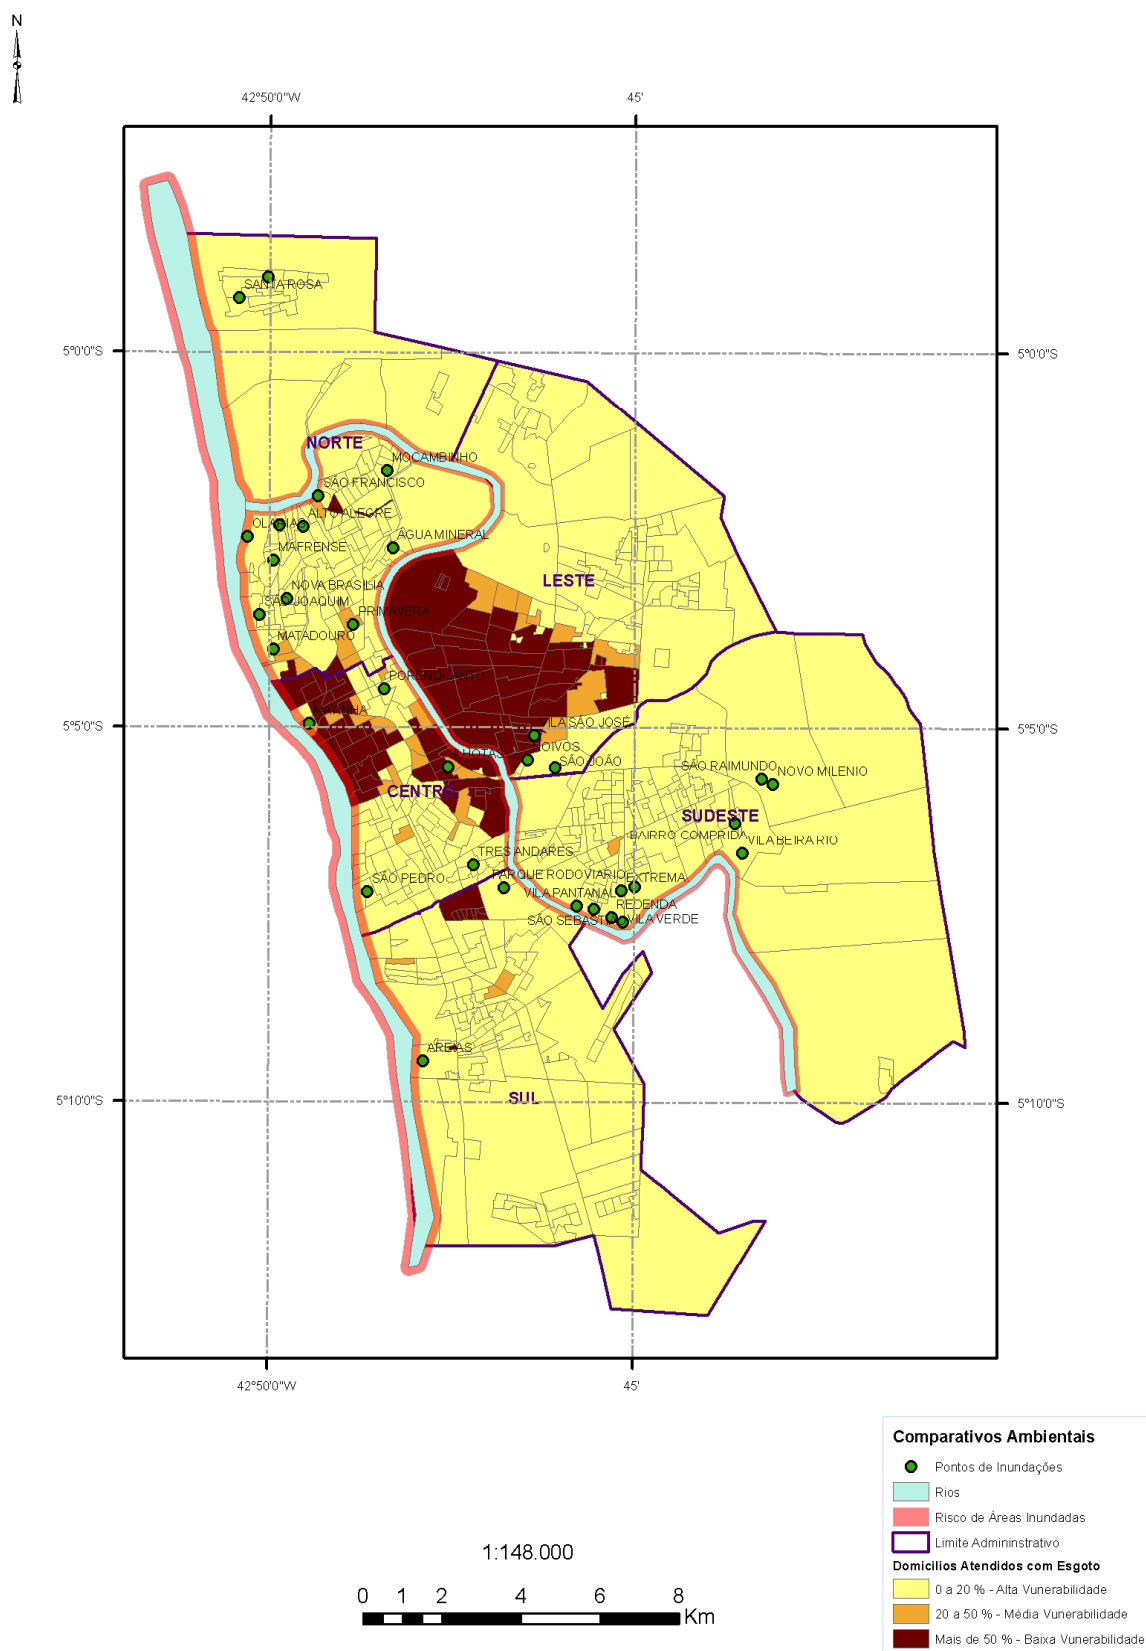 N
42°50'0"W
45'
SANTA ROSA
5°0'0"S
5°0'0"S
NORTE
MOCAMBINHO
SÃO FRANCISCO
ALTO ALEGRE
OLARIAS
ÁGUA MINERAL
MAFRENSE
LESTE
NOVA BRASILIA
SÃO JOAQUIM
PRIMAVERA
MATADOURO
PORENQUANTO
MATINHA
VILA SÃO JOSÉ
5°5'0"S
5°5'0"S
NOIVOS
ILHOTAS
SÃO JOÃO
SÃO RAIMUNDO
NOVO MILENIO
CENTRO
SUDESTE
BAIRRO COMPRIDA
VILA BEIRA RIO
TRES ANDARES
SÃO PEDRO
PARQUE RODOVIARIO
EXTREMA
VILA PANTANAL
REDENDA
SÃO SEBASTIÃO
VILA VERDE
AREIAS
SUL
5°10'0"S
5°10'0"S
42°50'0"W
45'
Comparativos Ambientais
Pontos de Inundações
Rios
Risco de Áreas Inundadas
Limite Admininstrativo
Domicilios Atendidos com Esgoto
0 a 20 % - Alta Vunerabilidade
20 a 50 % - Média Vunerabilidade
Mais de 50 % - Baixa Vunerabilidade
1:148.000
0 1 2 4 6 8
Km